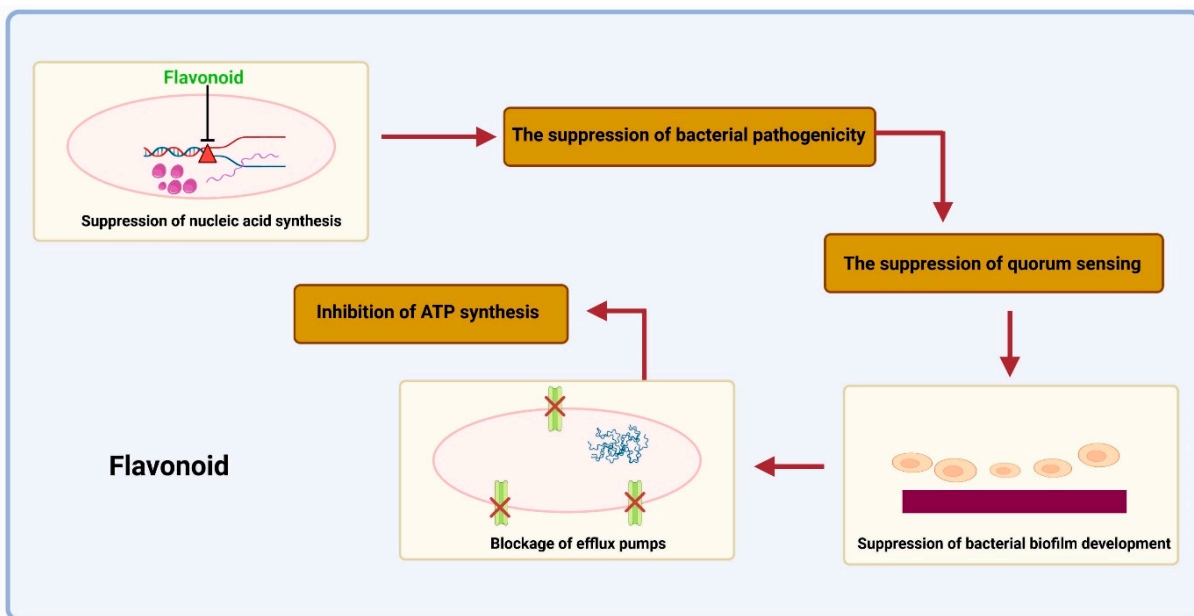 Flavonoid
Suppression of nucleic acid synthesis
The suppression of bacterial pathogenicity
The suppression of quorum sensing
Suppression of bacterial biofilm development
Blockage of efflux pumps
Inhibition of ATP synthesis
Flavonoid